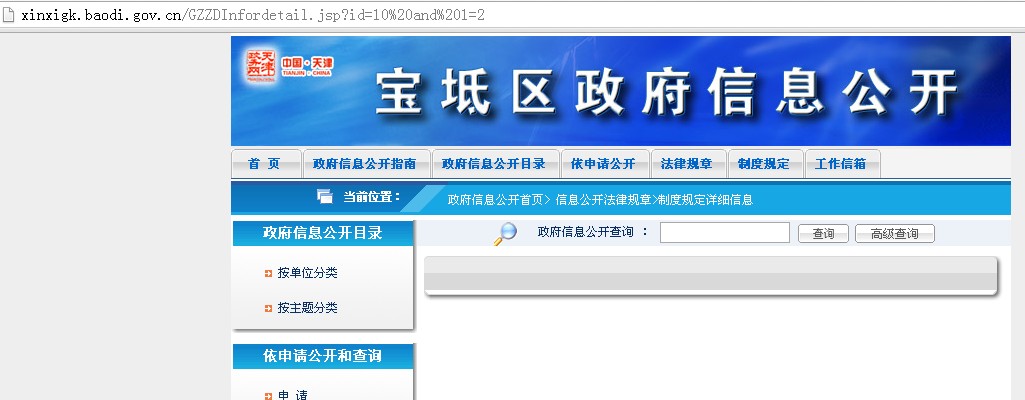 xinxigk.baodi.gov.cn/GZZDInfordetail.jsp?id=10%20and%201=2
天津
政务网
中国·天津
TIANJIN·CHINA
宝坻区政府信息公开
首 页 政府信息公开指南 政府信息公开目录 依申请公开 法律规章 制度规定 工作信箱
当前位置： 政府信息公开首页> 信息公开法律规章>制度规定详细信息
政府信息公开目录 政府信息公开查询 ： 查询 高级查询
按单位分类
按主题分类
依申请公开和查询
申 请